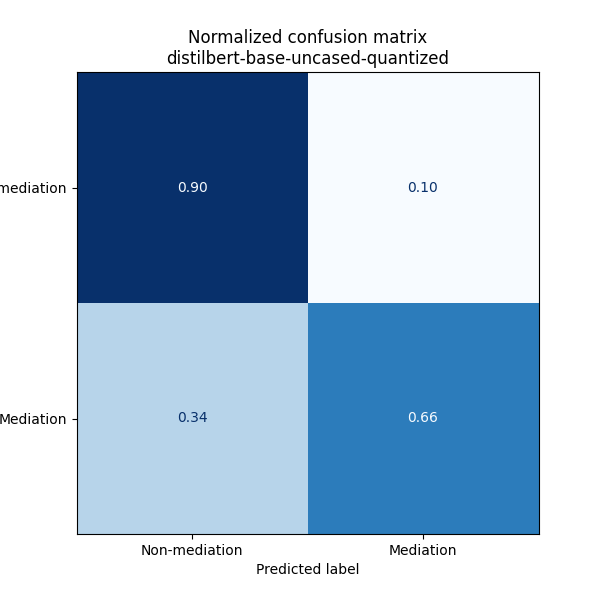 Normalized confusion matrix
distilbert-base-uncased-quantized
mediation
0.90
0.10
Mediation
0.34
0.66
Non-mediation
Mediation
Predicted label